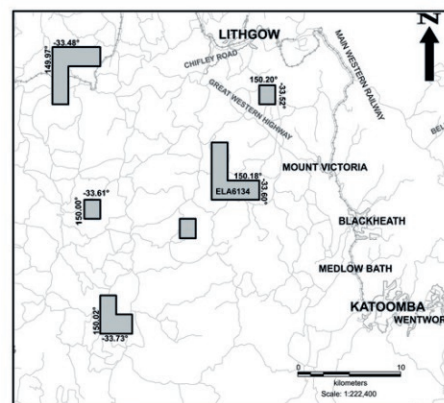 N
LITHGOW
-33.48°
149.97°
CHIFLEY ROAD
MAIN WESTERN RAILWAY
150.20°
-33.52°
GREAT WESTERN HIGHWAY
BEL
MOUNT VICTORIA
150.18°
-33.60°
ELA6134
-33.61°
150.00°
BLACKHEATH
MEDLOW BATH
150.02°
-33.73°
KATOOMBA
WENTWOR
0
10
kilometers
Scale: 1:222,400